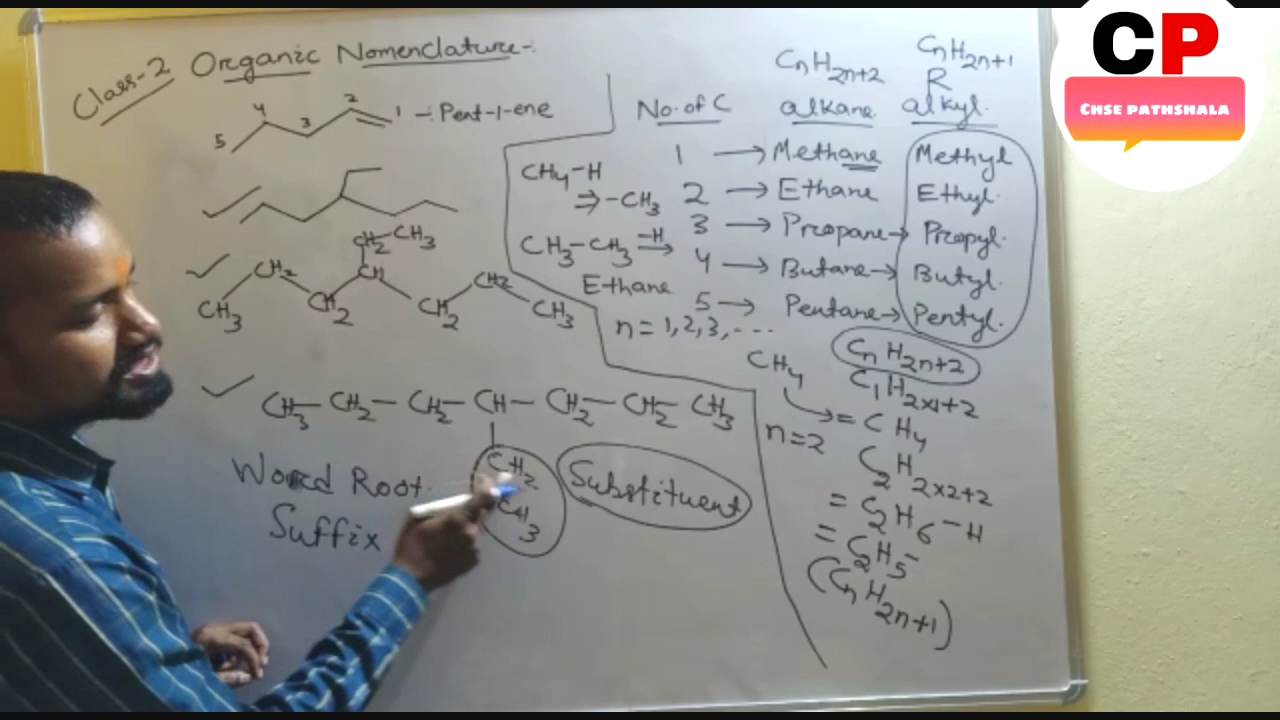 Class-2 Organic Nomenclature-:
5 4 3 2 1 -: Pent-1-ene
CH2 CH3
CH3 CH2 CH2 CH CH2 CH2 CH3
CH3-CH2-CH2-CH-CH2-CH2-CH3
CH2
CH3
Substituent
Word Root
Suffix
CnH2n+2 CnH2n+1
R
No. of C alkane alkyl.
1 → Methane Methyl
2 → Ethane Ethyl.
3 → Propane → Propyl.
4 → Butane → Butyl.
5 → Pentane → Pentyl.
CH4-H
⇒ -CH3
CH3-CH3 -H ⇒
Ethane
n=1,2,3,....
CnH2n+2
CH4 C1H2x1+2
= CH4
n=2 C2H2x2+2
= C2H6-H
= C2H5-
(CnH2n+1)
CP
CHSE PATHSHALA